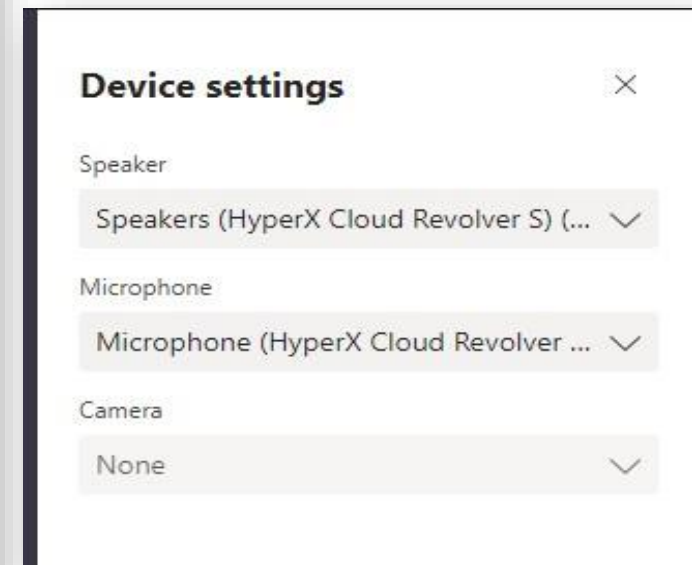 Device settings
Speaker
Speakers (HyperX Cloud Revolver S) (...
Microphone
Microphone (HyperX Cloud Revolver ...
Camera
None